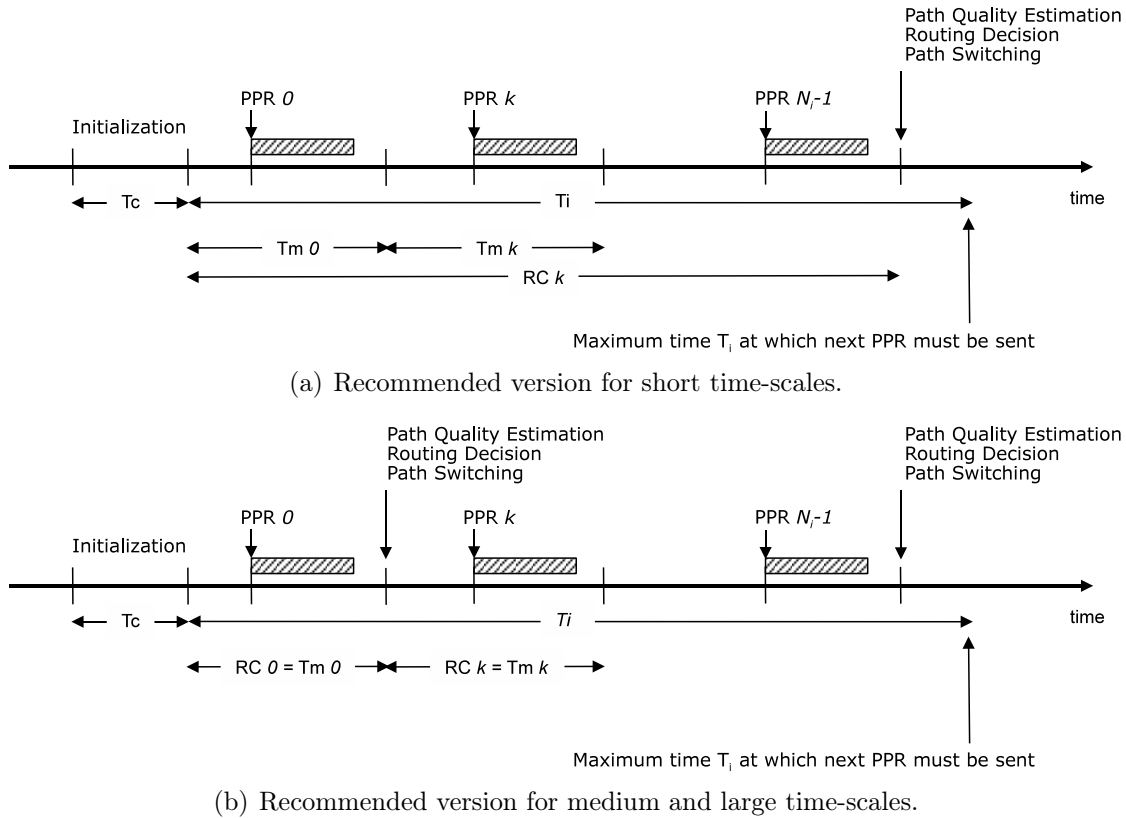 Path Quality Estimation
Routing Decision
Path Switching
PPR 0
PPR k
PPR Nᵢ-1
Initialization
Tc
Ti
time
Tm 0
Tm k
RC k
Maximum time Tᵢ at which next PPR must be sent
(a) Recommended version for short time-scales.
Path Quality Estimation
Routing Decision
Path Switching
Path Quality Estimation
Routing Decision
Path Switching
PPR 0
PPR k
PPR Nᵢ-1
Initialization
Tc
Ti
time
RC 0 = Tm 0
RC k = Tm k
Maximum time Tᵢ at which next PPR must be sent
(b) Recommended version for medium and large time-scales.